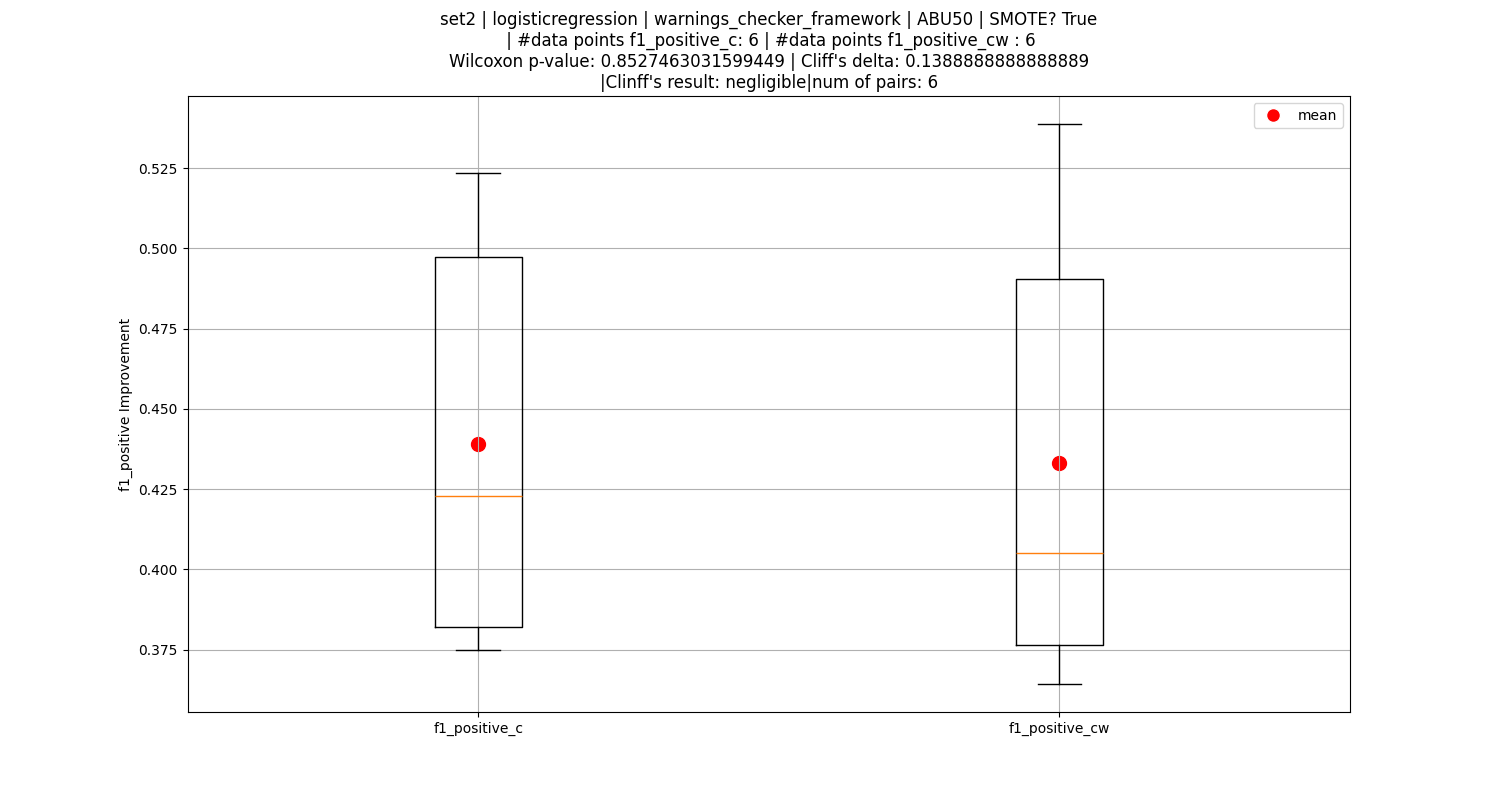 set2 | logisticregression | warnings_checker_framework | ABU50 | SMOTE? True
| #data points f1_positive_c: 6 | #data points f1_positive_cw : 6
Wilcoxon p-value: 0.8527463031599449 | Cliff's delta: 0.1388888888888889
|Clinff's result: negligible|num of pairs: 6
mean
f1_positive Improvement
0.525
0.500
0.475
0.450
0.425
0.400
0.375
f1_positive_c
f1_positive_cw